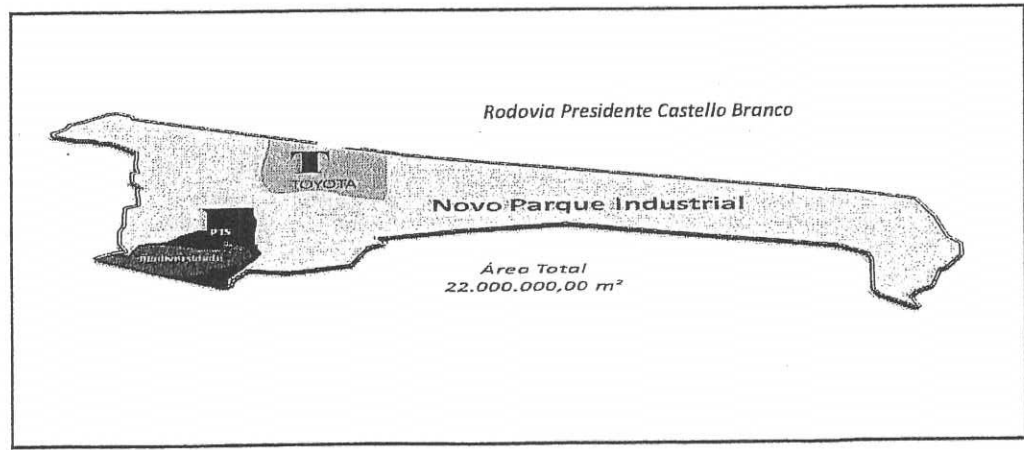 Rodovia Presidente Castello Branco
T
TOYOTA
Novo Parque Industrial
PTS
Área Total
22.000.000,00 m²